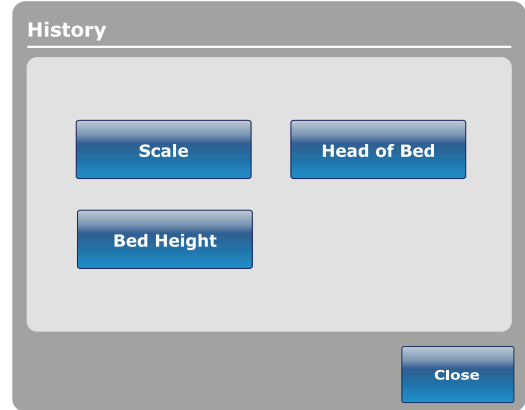 History
Scale
Head of Bed
Bed Height
Close